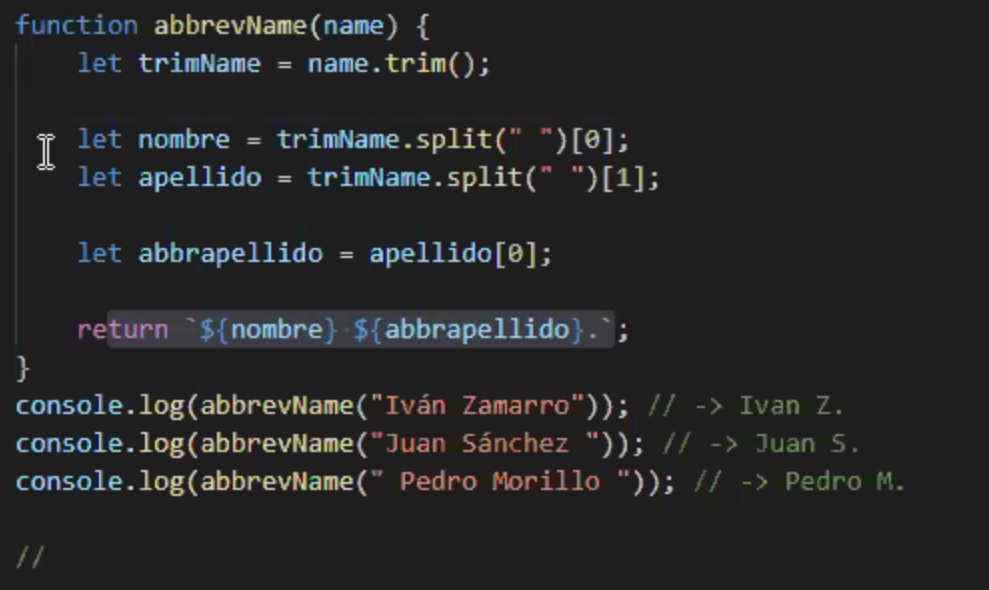 function abbrevName(name) {
let trimName = name.trim();
let nombre = trimName.split(" ")[0];
let apellido = trimName.split(" ")[1];
let abbrapellido = apellido[0];
return `${nombre} ${abbrapellido}.`;
}
console.log(abbrevName("Iván Zamarro")); // -> Ivan Z.
console.log(abbrevName("Juan Sánchez ")); // -> Juan S.
console.log(abbrevName(" Pedro Morillo ")); // -> Pedro M.
//